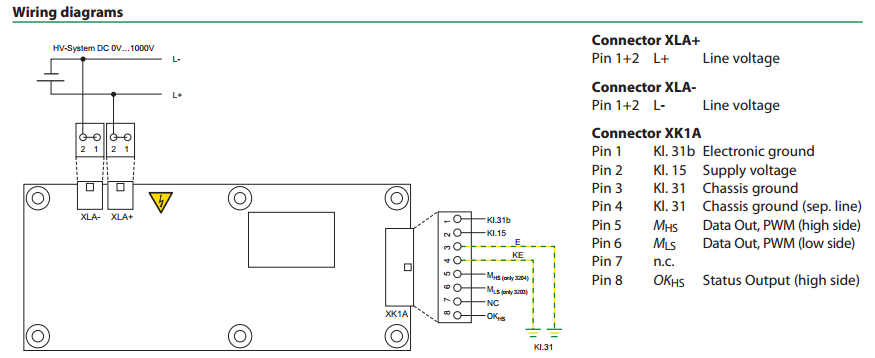 Wiring diagrams
HV-System DC 0V...1000V
L-
L+
2 1 2 1
XLA- XLA+
XK1A
1 Kl.31b
2 Kl.15
3 E
4 KE
5 MHS (only 3204)
6 MLS (only 3203)
7 NC
8 OKHS
Kl.31
Connector XLA+
Pin 1+2 L+ Line voltage
Connector XLA-
Pin 1+2 L- Line voltage
Connector XK1A
Pin 1 Kl. 31b Electronic ground
Pin 2 Kl. 15 Supply voltage
Pin 3 Kl. 31 Chassis ground
Pin 4 Kl. 31 Chassis ground (sep. line)
Pin 5 MHS Data Out, PWM (high side)
Pin 6 MLS Data Out, PWM (low side)
Pin 7 n.c.
Pin 8 OKHS Status Output (high side)